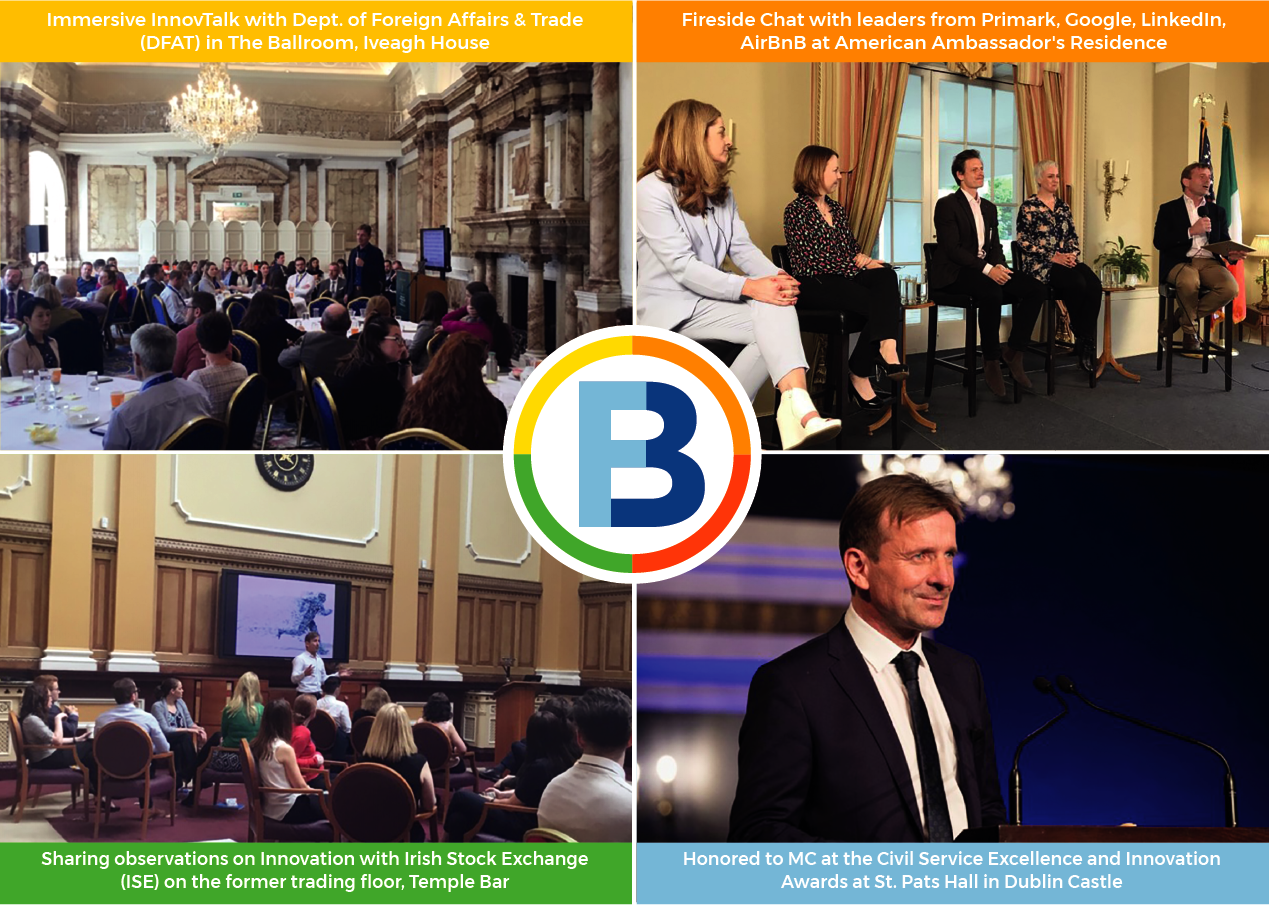 Immersive InnovTalk with Dept. of Foreign Affairs & Trade
(DFAT) in The Ballroom, Iveagh House
Fireside Chat with leaders from Primark, Google, LinkedIn,
AirBnB at American Ambassador's Residence
B
Sharing observations on Innovation with Irish Stock Exchange
(ISE) on the former trading floor, Temple Bar
Honored to MC at the Civil Service Excellence and Innovation
Awards at St. Pats Hall in Dublin Castle